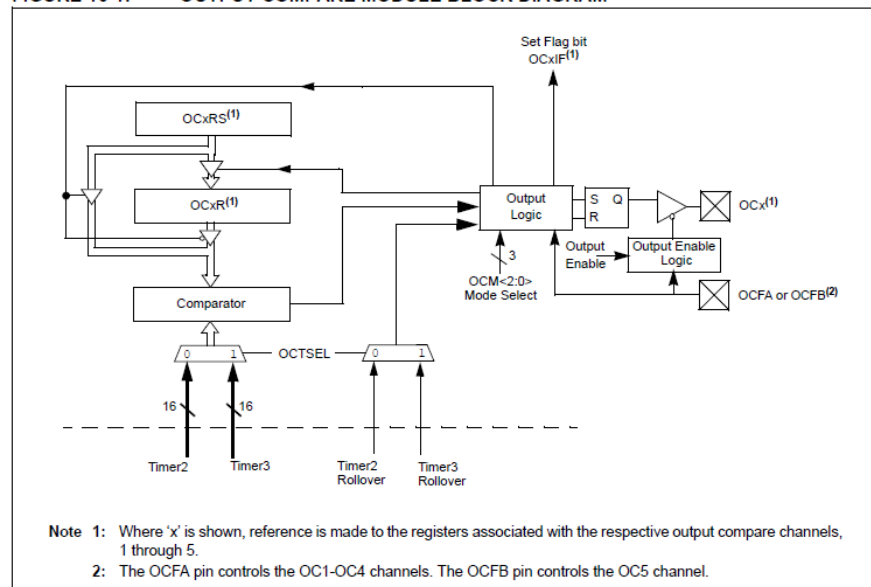 Set Flag bit
OCxIF(1)
OCxRS(1)
OCxR(1)
Output
Logic
S Q
R
OCx(1)
3
Output
Enable
Output Enable
Logic
OCM<2:0>
Mode Select
OCFA or OCFB(2)
Comparator
0 1
OCTSEL
0 1
16
16
Timer2
Timer3
Timer2
Rollover
Timer3
Rollover
Note 1: Where 'x' is shown, reference is made to the registers associated with the respective output compare channels,
1 through 5.
2: The OCFA pin controls the OC1-OC4 channels. The OCFB pin controls the OC5 channel.